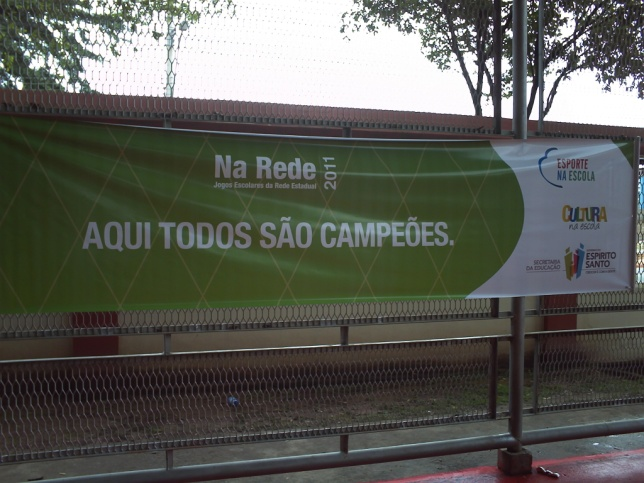 Na Rede 2011
Jogos Escolares da Rede Estadual
AQUI TODOS SÃO CAMPEÕES.
ESPORTE
NA ESCOLA
CULTURA
na escola
SECRETARIA
DA EDUCAÇÃO
ESPÍRITO
SANTO